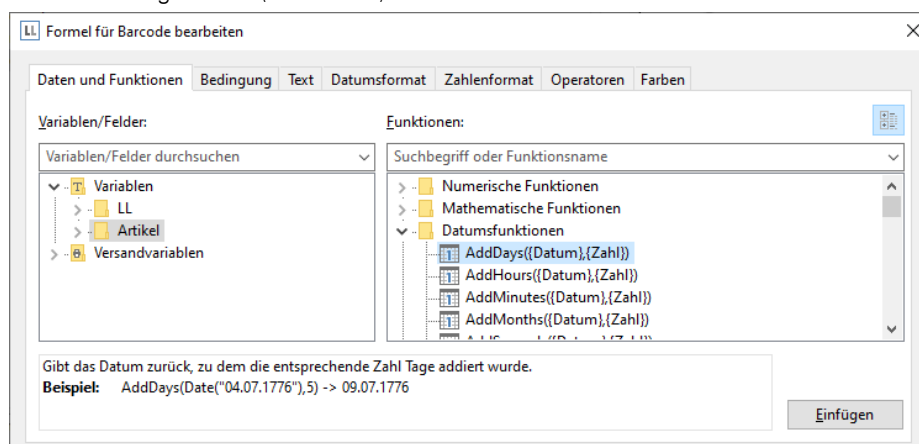 LL Formel für Barcode bearbeiten
Daten und Funktionen Bedingung Text Datumsformat Zahlenformat Operatoren Farben
Variablen/Felder: Funktionen:
Variablen/Felder durchsuchen Suchbegriff oder Funktionsname
Variablen Numerische Funktionen
LL Mathematische Funktionen
Artikel Datumsfunktionen
Versandvariablen AddDays({Datum},{Zahl})
AddHours({Datum},{Zahl})
AddMinutes({Datum},{Zahl})
AddMonths({Datum},{Zahl})
Gibt das Datum zurück, zu dem die entsprechende Zahl Tage addiert wurde.
Beispiel: AddDays(Date("04.07.1776"),5) -> 09.07.1776
Einfügen